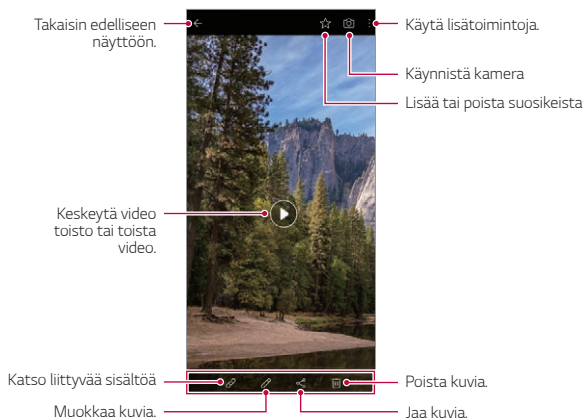 Takaisin edelliseen
näyttöön.
Käytä lisätoimintoja.
Käynnistä kamera
Lisää tai poista suosikeista
Keskeytä video
toisto tai toista
video.
Katso liittyvää sisältöä
Poista kuvia.
Muokkaa kuvia.
Jaa kuvia.